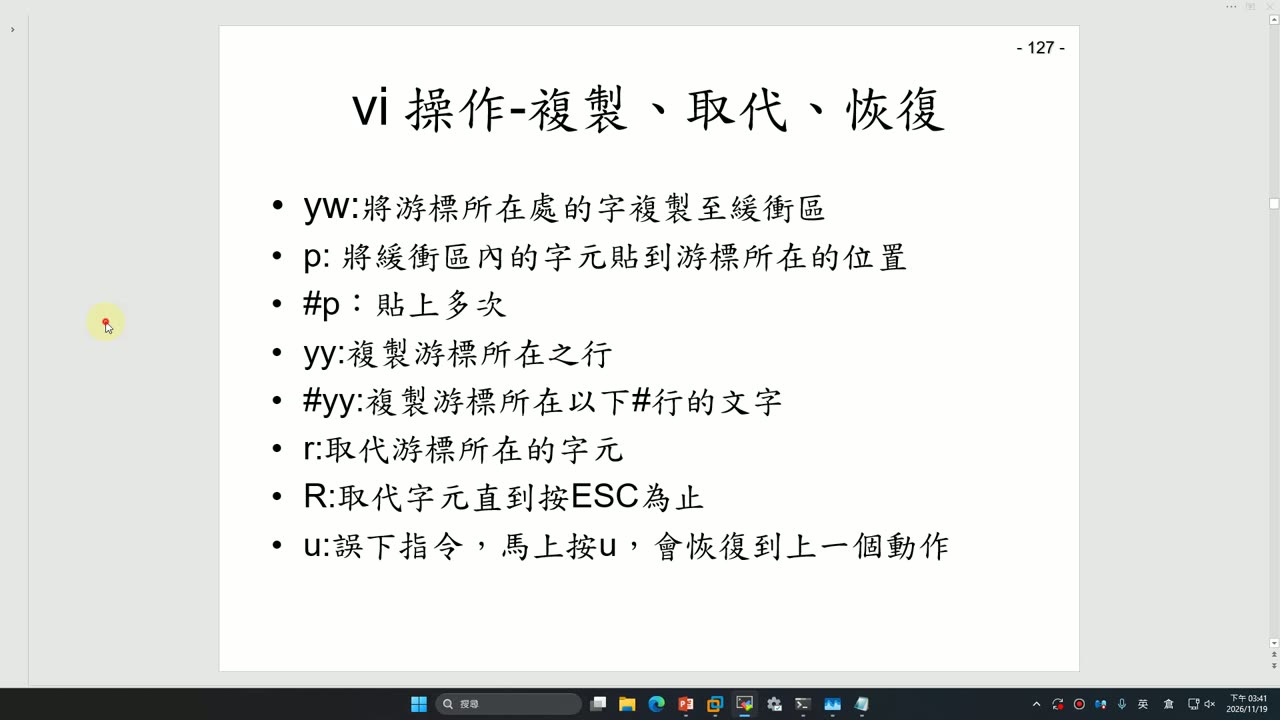 - 127 -
vi 操作-複製、取代、恢復
• yw:將游標所在處的字複製至緩衝區
• p: 將緩衝區內的字元貼到游標所在的位置
• #p：貼上多次
• yy:複製游標所在之行
• #yy:複製游標所在以下#行的文字
• r:取代游標所在的字元
• R:取代字元直到按ESC為止
• u:誤下指令，馬上按u，會恢復到上一個動作
搜尋
英
下午 03:41
2026/11/19